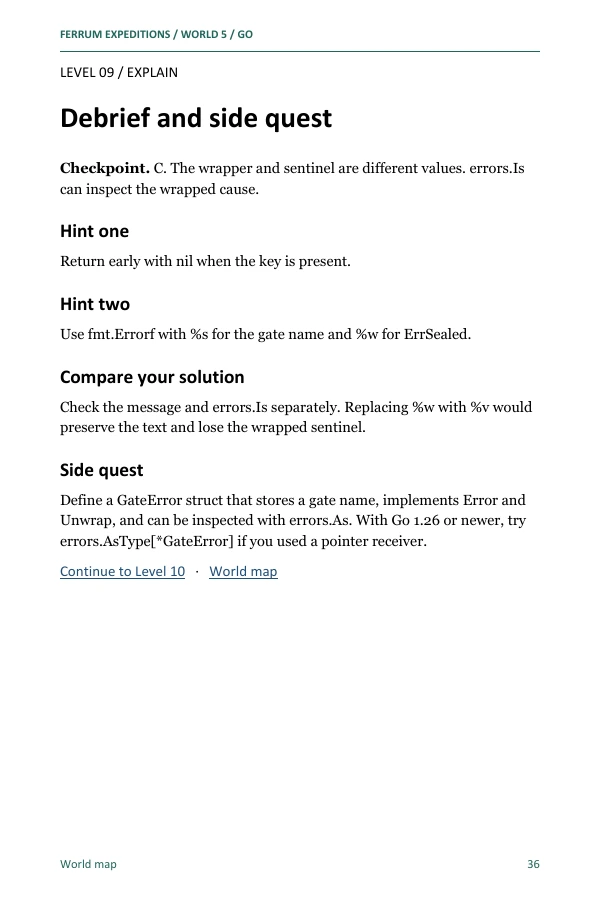 FERRUM EXPEDITIONS / WORLD 5 / GO
LEVEL 09 / EXPLAIN
Debrief and side quest
Checkpoint. C. The wrapper and sentinel are different values. errors.Is
can inspect the wrapped cause.
Hint one
Return early with nil when the key is present.
Hint two
Use fmt.Errorf with %s for the gate name and %w for ErrSealed.
Compare your solution
Check the message and errors.Is separately. Replacing %w with %v would
preserve the text and lose the wrapped sentinel.
Side quest
Define a GateError struct that stores a gate name, implements Error and
Unwrap, and can be inspected with errors.As. With Go 1.26 or newer, try
errors.AsType[*GateError] if you used a pointer receiver.
Continue to Level 10 · World map
World map 36